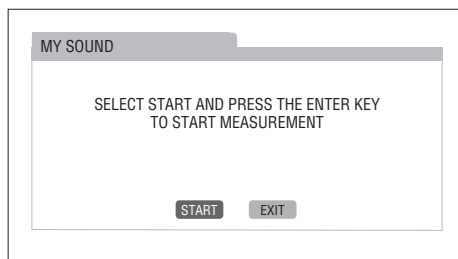 MY SOUND
SELECT START AND PRESS THE ENTER KEY
TO START MEASUREMENT
START EXIT